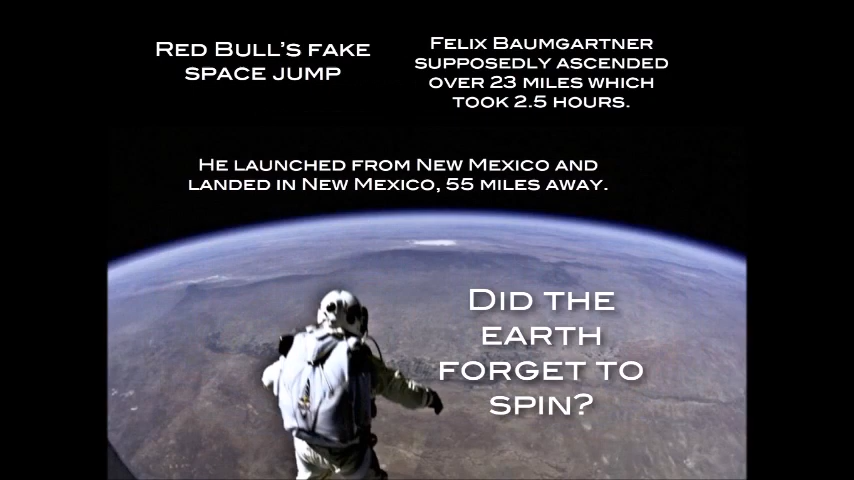 Red Bull's fake
space jump
Felix Baumgartner
supposedly ascended
over 23 miles which
took 2.5 hours.
He launched from New Mexico and
landed in New Mexico, 55 miles away.
Did the
earth
forget to
spin?